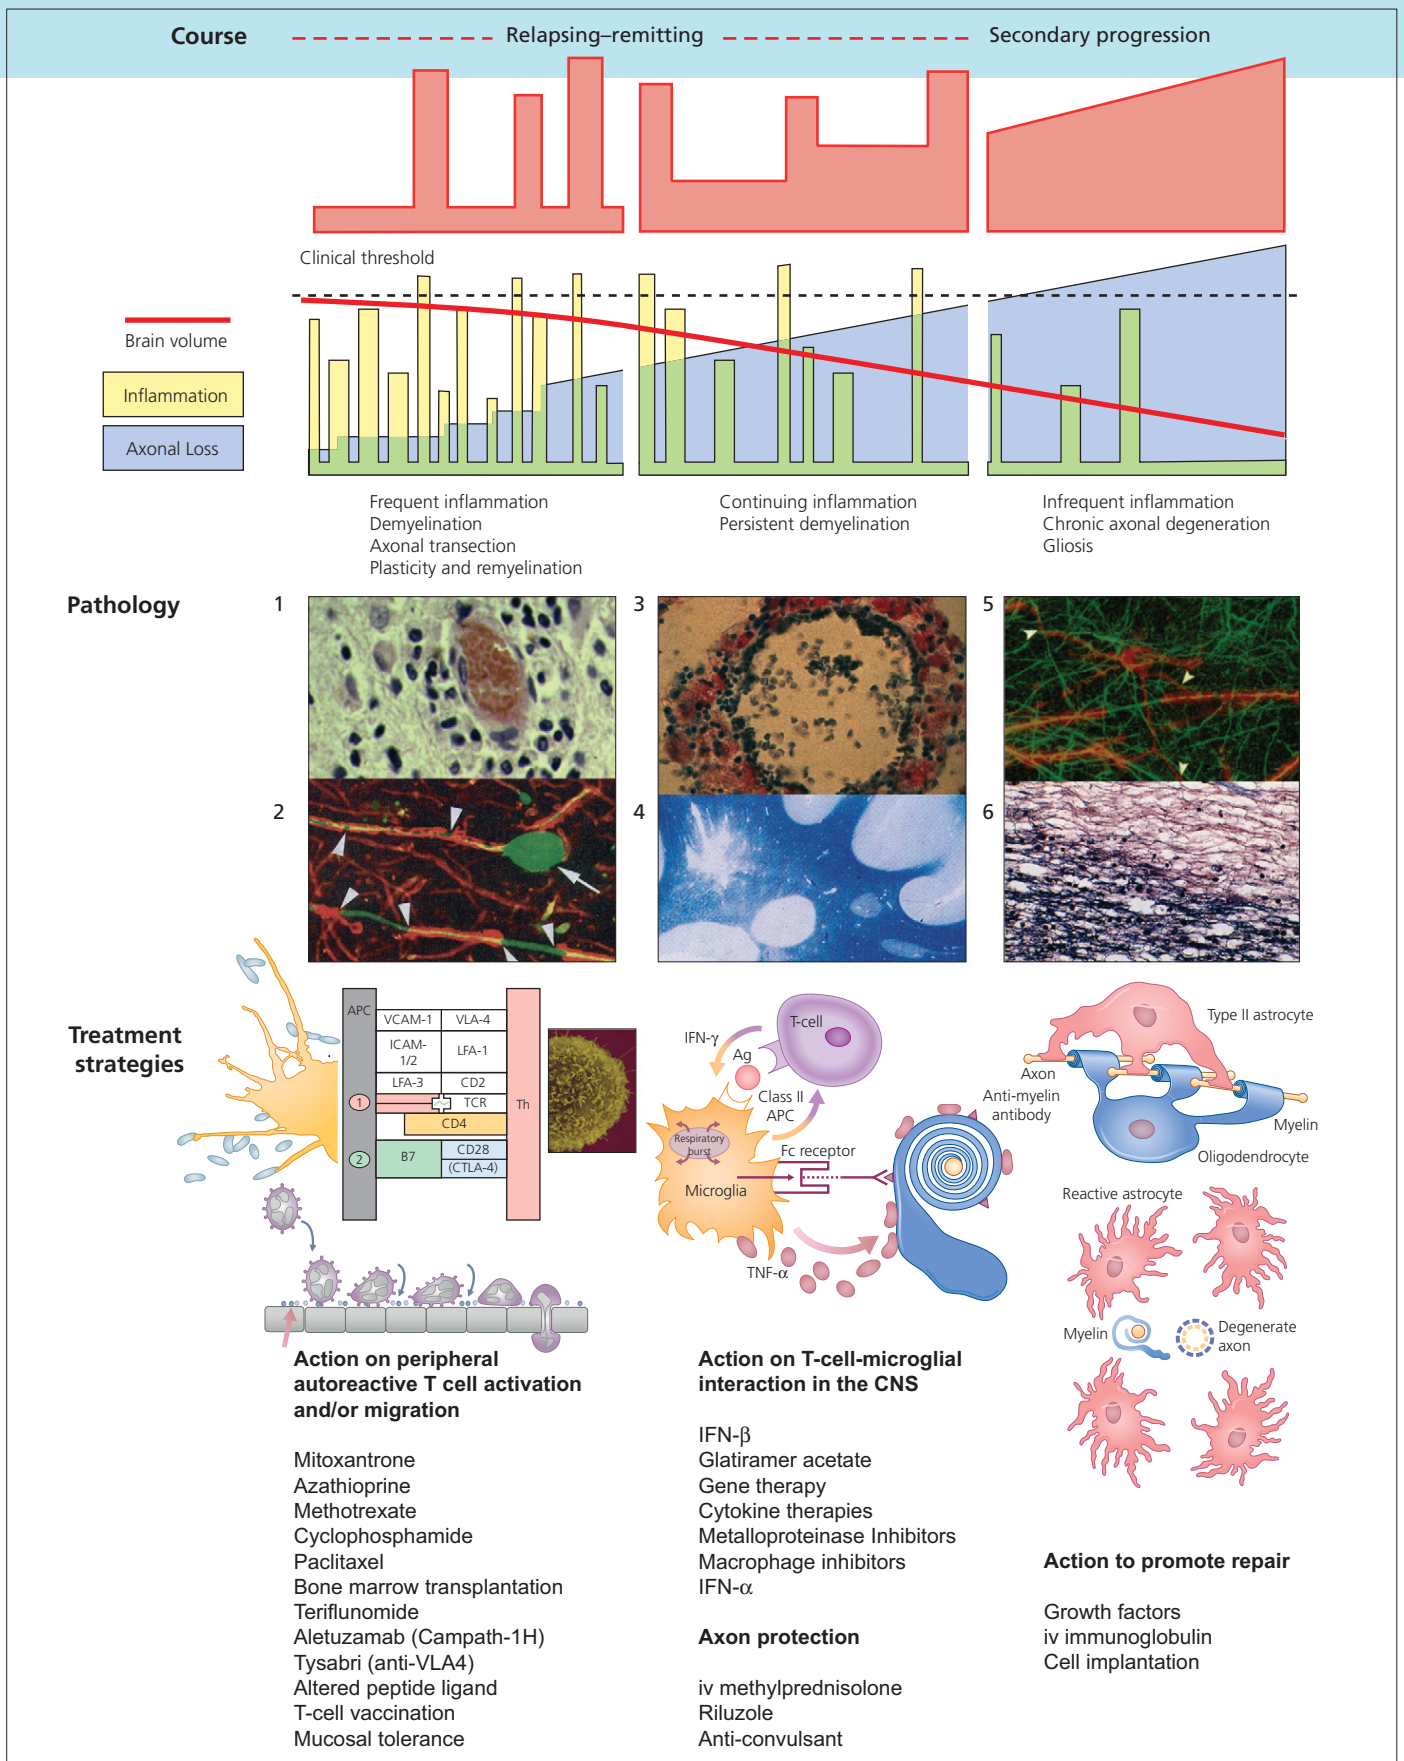 Course
Relapsing–remitting
Secondary progression
Clinical threshold
Brain volume
Inflammation
Axonal Loss
Frequent inflammation
Demyelination
Axonal transection
Plasticity and remyelination
Continuing inflammation
Persistent demyelination
Infrequent inflammation
Chronic axonal degeneration
Gliosis
Pathology
1
2
3
4
5
6
Treatment
strategies
APC
VCAM-1
VLA-4
ICAM-
1/2
LFA-1
LFA-3
CD2
1
TCR
CD4
2
B7
CD28
(CTLA-4)
Th
T-cell
IFN-γ
Ag
Class II
APC
Respiratory
burst
Fc receptor
Microglia
TNF-α
Anti-myelin
antibody
Type II astrocyte
Axon
Myelin
Oligodendrocyte
Reactive astrocyte
Myelin
Degenerate
axon
Action on peripheral
autoreactive T cell activation
and/or migration
Mitoxantrone
Azathioprine
Methotrexate
Cyclophosphamide
Paclitaxel
Bone marrow transplantation
Teriflunomide
Aletuzamab (Campath-1H)
Tysabri (anti-VLA4)
Altered peptide ligand
T-cell vaccination
Mucosal tolerance
Action on T-cell-microglial
interaction in the CNS
IFN-β
Glatiramer acetate
Gene therapy
Cytokine therapies
Metalloproteinase Inhibitors
Macrophage inhibitors
IFN-α
Axon protection
iv methylprednisolone
Riluzole
Anti-convulsant
Action to promote repair
Growth factors
iv immunoglobulin
Cell implantation